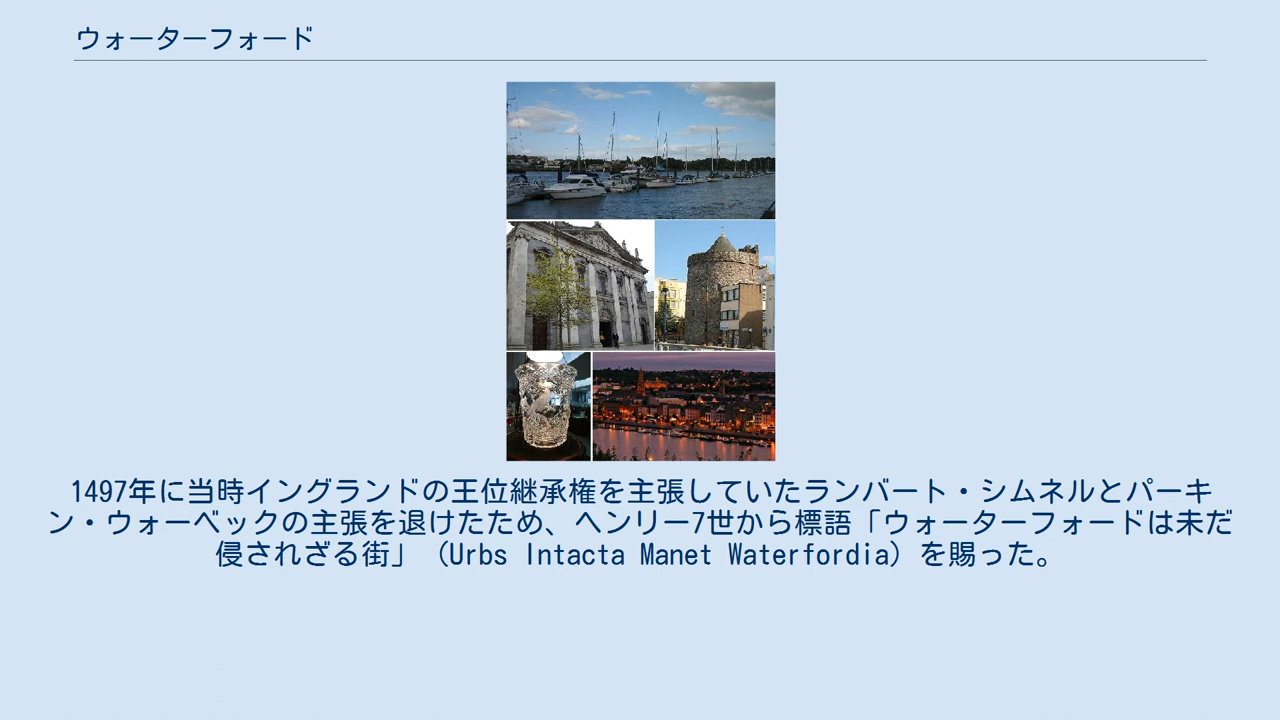 ウォーターフォード
1497年に当時イングランドの王位継承権を主張していたランバート・シムネルとパーキ
ン・ウォーベックの主張を退けたため、ヘンリー7世から標語「ウォーターフォードは未だ
侵されざる街」（Urbs Intacta Manet Waterfordia）を賜った。